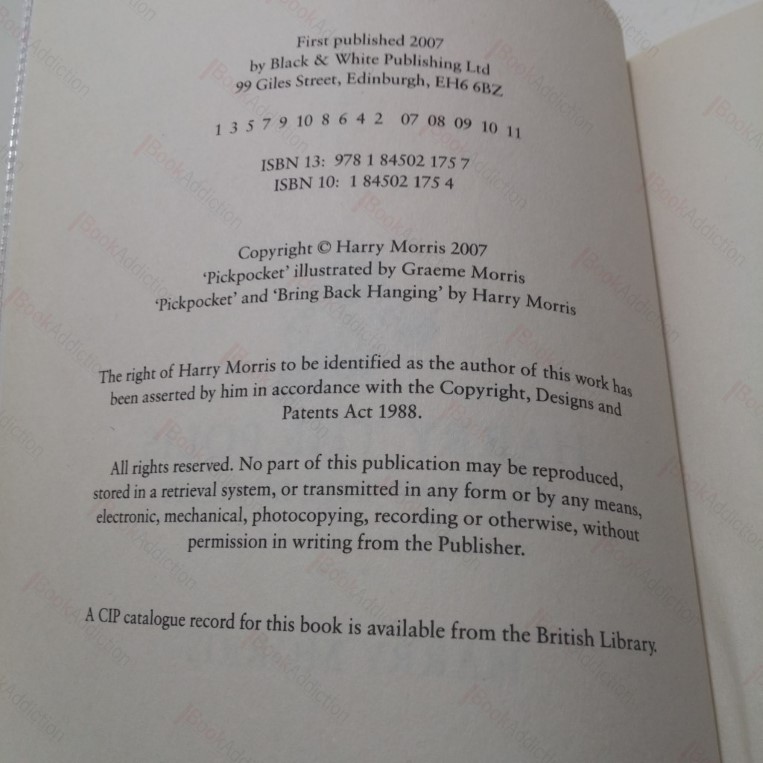 First published 2007
by Black & White Publishing Ltd
99 Giles Street, Edinburgh, EH6 6BZ
1 3 5 7 9 10 8 6 4 2 07 08 09 10 11
ISBN 13: 978 1 84502 175 7
ISBN 10: 1 84502 175 4
Copyright © Harry Morris 2007
'Pickpocket' illustrated by Graeme Morris
'Pickpocket' and 'Bring Back Hanging' by Harry Morris
The right of Harry Morris to be identified as the author of this work has
been asserted by him in accordance with the Copyright, Designs and
Patents Act 1988.
All rights reserved. No part of this publication may be reproduced,
stored in a retrieval system, or transmitted in any form or by any means,
electronic, mechanical, photocopying, recording or otherwise, without
permission in writing from the Publisher.
A CIP catalogue record for this book is available from the British Library.
BookAddiction